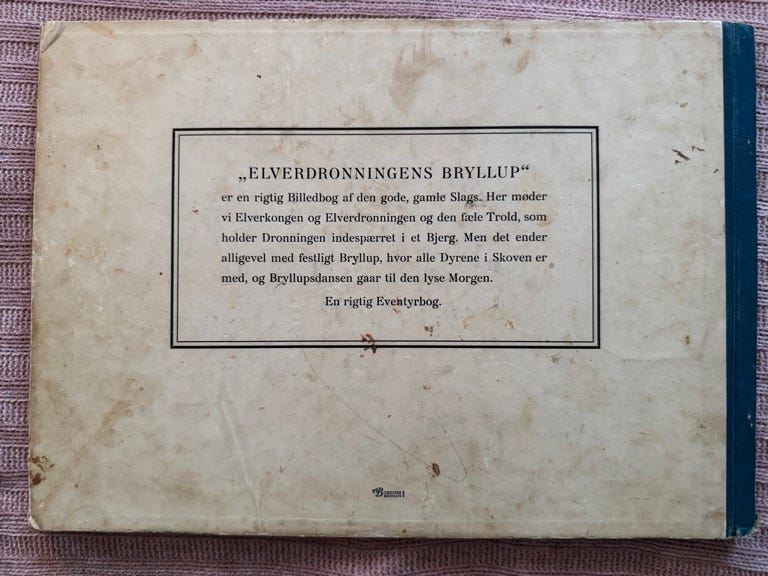 „ELVERDRONNINGENS BRYLLUP“
er en rigtig Billedbog af den gode, gamle Slags. Her møder
vi Elverkongen og Elverdronningen og den fæle Trold, som
holder Dronningen indespærret i et Bjerg. Men det ender
alligevel med festligt Bryllup, hvor alle Dyrene i Skoven er
med, og Bryllupsdansen gaar til den lyse Morgen.
En rigtig Eventyrbog.